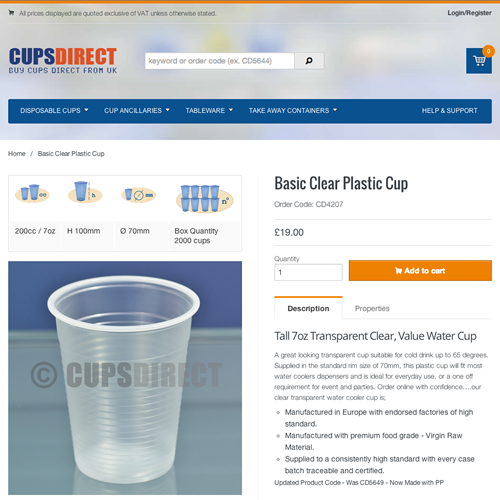 All prices displayed are quoted exclusive of VAT unless otherwise stated.
Login/Register
CUPSDIRECT
BUY CUPS DIRECT FROM UK
keyword or order code (ex. CD5644)
0
DISPOSABLE CUPS
CUP ANCILLARIES
TABLEWARE
TAKE AWAY CONTAINERS
HELP & SUPPORT
Home / Basic Clear Plastic Cup
cc
h
mm
n°
200cc / 7oz
H 100mm
Ø 70mm
Box Quantity
2000 cups
© CUPSDIRECT
Basic Clear Plastic Cup
Order Code: CD4207
£19.00
Quantity
1
Add to cart
Description
Properties
Tall 7oz Transparent Clear, Value Water Cup
A great looking transparent cup suitable for cold drink up to 65 degrees.
Supplied in the standard rim size of 70mm, this plastic cup will fit most
water coolers dispensers and is ideal for everyday use, or a one off
requirement for event and parties. Order online with confidence....our
clear transparent water cooler cup is;
Manufactured in Europe with endorsed factories of high
standard.
Manufactured with premium food grade - Virgin Raw
Material.
Supplied to a consistently high standard with every case
batch traceable and certified.
Updated Product Code - Was CD5649 - Now Made with PP